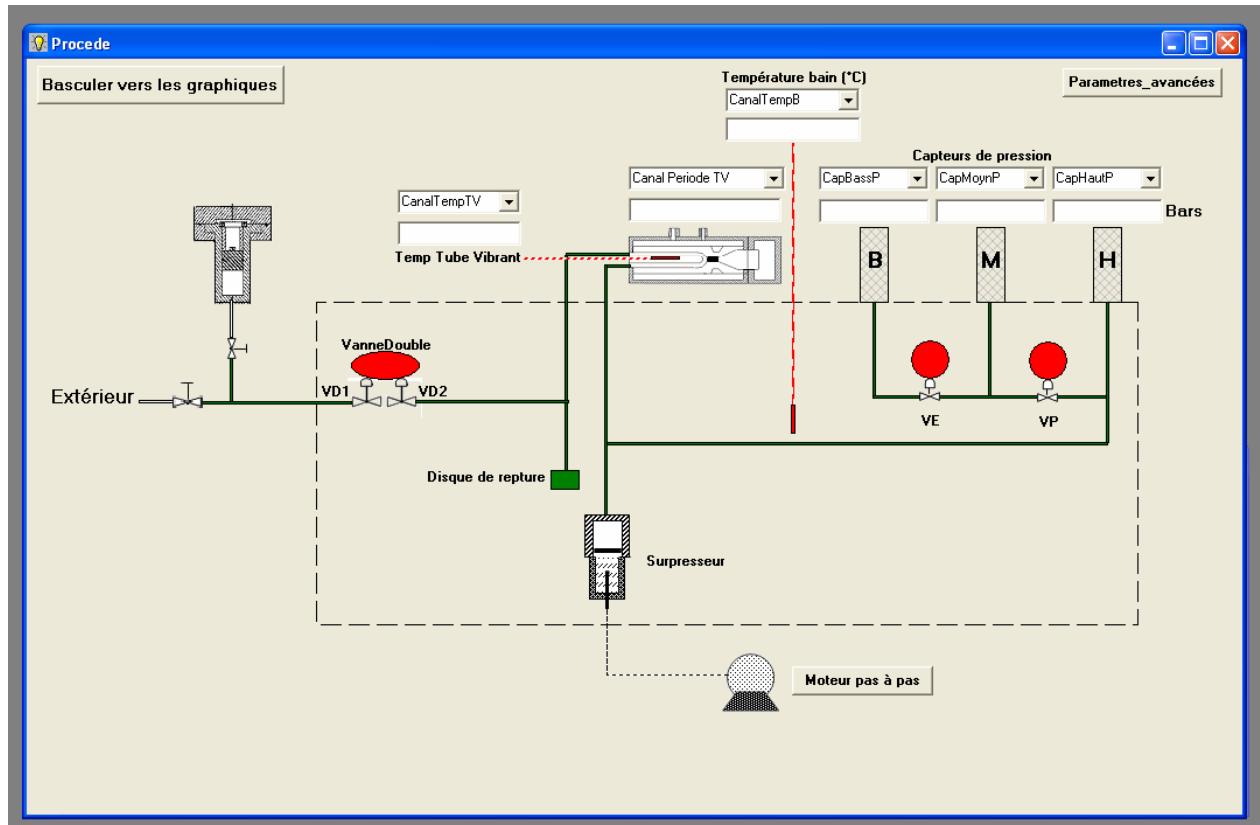 Procede
Basculer vers les graphiques
Température bain (°C)
Parametres_avancées
CanalTempB
Capteurs de pression
Canal Periode TV
CapBassP
CapMoynP
CapHautP
CanalTempTV
Bars
Temp Tube Vibrant
B
M
H
VanneDouble
Extérieur
VD1
VD2
VE
VP
Disque de repture
Surpresseur
Moteur pas à pas